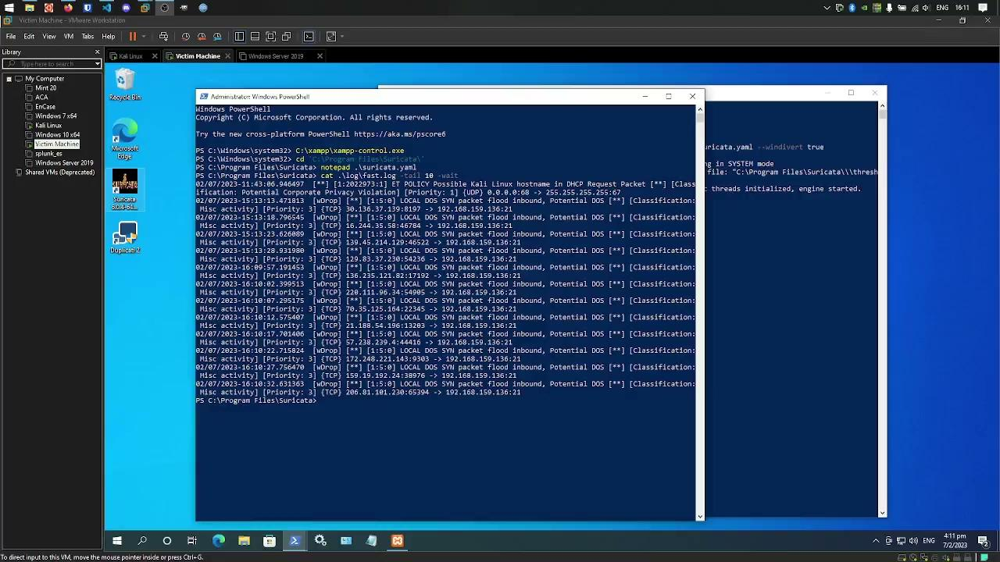 ENG
16:11
Victim Machine - VMware Workstation
File Edit View VM Tabs Help
Library
Type here to search
Kali Linux
Victim Machine
Windows Server 2019
My Computer
Mint 20
ACA
EnCase
Windows 7 x64
Kali Linux
Windows 10 x64
Victim Machine
splunk_es
Windows Server 2019
Shared VMs (Deprecated)
Recycle Bin
Microsoft
Edge
Suricata
6.0.4-64...
Duplicati 2
Administrator: Windows PowerShell
Windows PowerShell
Copyright (C) Microsoft Corporation. All rights reserved.
Try the new cross-platform PowerShell https://aka.ms/pscore6
PS C:\Windows\system32> C:\xampp\xampp-control.exe
PS C:\Windows\system32> cd 'C:\Program Files\Suricata\'
PS C:\Program Files\Suricata> notepad .\suricata.yaml
PS C:\Program Files\Suricata> cat .\log\fast.log -tail 10 -wait
02/07/2023-11:43:06.946497 [**] [1:2022973:1] ET POLICY Possible Kali Linux hostname in DHCP Request Packet [**] [Class
ification: Potential Corporate Privacy Violation] [Priority: 1] {UDP} 0.0.0.0:68 -> 255.255.255.255:67
02/07/2023-15:13:13.471813 [wDrop] [**] [1:5:0] LOCAL DOS SYN packet flood inbound, Potential DOS [**] [Classification:
Misc activity] [Priority: 3] {TCP} 30.136.37.139:8197 -> 192.168.159.136:21
02/07/2023-15:13:18.796545 [wDrop] [**] [1:5:0] LOCAL DOS SYN packet flood inbound, Potential DOS [**] [Classification:
Misc activity] [Priority: 3] {TCP} 16.244.35.58:46784 -> 192.168.159.136:21
02/07/2023-15:13:23.626089 [wDrop] [**] [1:5:0] LOCAL DOS SYN packet flood inbound, Potential DOS [**] [Classification:
Misc activity] [Priority: 3] {TCP} 139.45.214.129:46522 -> 192.168.159.136:21
02/07/2023-15:13:28.931980 [wDrop] [**] [1:5:0] LOCAL DOS SYN packet flood inbound, Potential DOS [**] [Classification:
Misc activity] [Priority: 3] {TCP} 129.83.37.230:54236 -> 192.168.159.136:21
02/07/2023-16:09:57.191453 [wDrop] [**] [1:5:0] LOCAL DOS SYN packet flood inbound, Potential DOS [**] [Classification:
Misc activity] [Priority: 3] {TCP} 136.235.121.82:17192 -> 192.168.159.136:21
02/07/2023-16:10:02.399513 [wDrop] [**] [1:5:0] LOCAL DOS SYN packet flood inbound, Potential DOS [**] [Classification:
Misc activity] [Priority: 3] {TCP} 220.111.96.34:54905 -> 192.168.159.136:21
02/07/2023-16:10:07.295175 [wDrop] [**] [1:5:0] LOCAL DOS SYN packet flood inbound, Potential DOS [**] [Classification:
Misc activity] [Priority: 3] {TCP} 70.35.125.164:22345 -> 192.168.159.136:21
02/07/2023-16:10:12.575407 [wDrop] [**] [1:5:0] LOCAL DOS SYN packet flood inbound, Potential DOS [**] [Classification:
Misc activity] [Priority: 3] {TCP} 21.188.54.196:13203 -> 192.168.159.136:21
02/07/2023-16:10:17.701406 [wDrop] [**] [1:5:0] LOCAL DOS SYN packet flood inbound, Potential DOS [**] [Classification:
Misc activity] [Priority: 3] {TCP} 57.238.239.4:44416 -> 192.168.159.136:21
02/07/2023-16:10:22.715824 [wDrop] [**] [1:5:0] LOCAL DOS SYN packet flood inbound, Potential DOS [**] [Classification:
Misc activity] [Priority: 3] {TCP} 172.248.221.143:9303 -> 192.168.159.136:21
02/07/2023-16:10:27.756470 [wDrop] [**] [1:5:0] LOCAL DOS SYN packet flood inbound, Potential DOS [**] [Classification:
Misc activity] [Priority: 3] {TCP} 159.19.192.24:38976 -> 192.168.159.136:21
02/07/2023-16:10:32.631363 [wDrop] [**] [1:5:0] LOCAL DOS SYN packet flood inbound, Potential DOS [**] [Classification:
Misc activity] [Priority: 3] {TCP} 206.81.101.230:65394 -> 192.168.159.136:21
PS C:\Program Files\Suricata>
uricata.yaml --windivert true
ng in SYSTEM mode
file: "C:\Program Files\Suricata\\\thresh
c threads initialized, engine started.
ENG
4:11 pm
7/2/2023
To direct input to this VM, move the mouse pointer inside or press Ctrl+G.